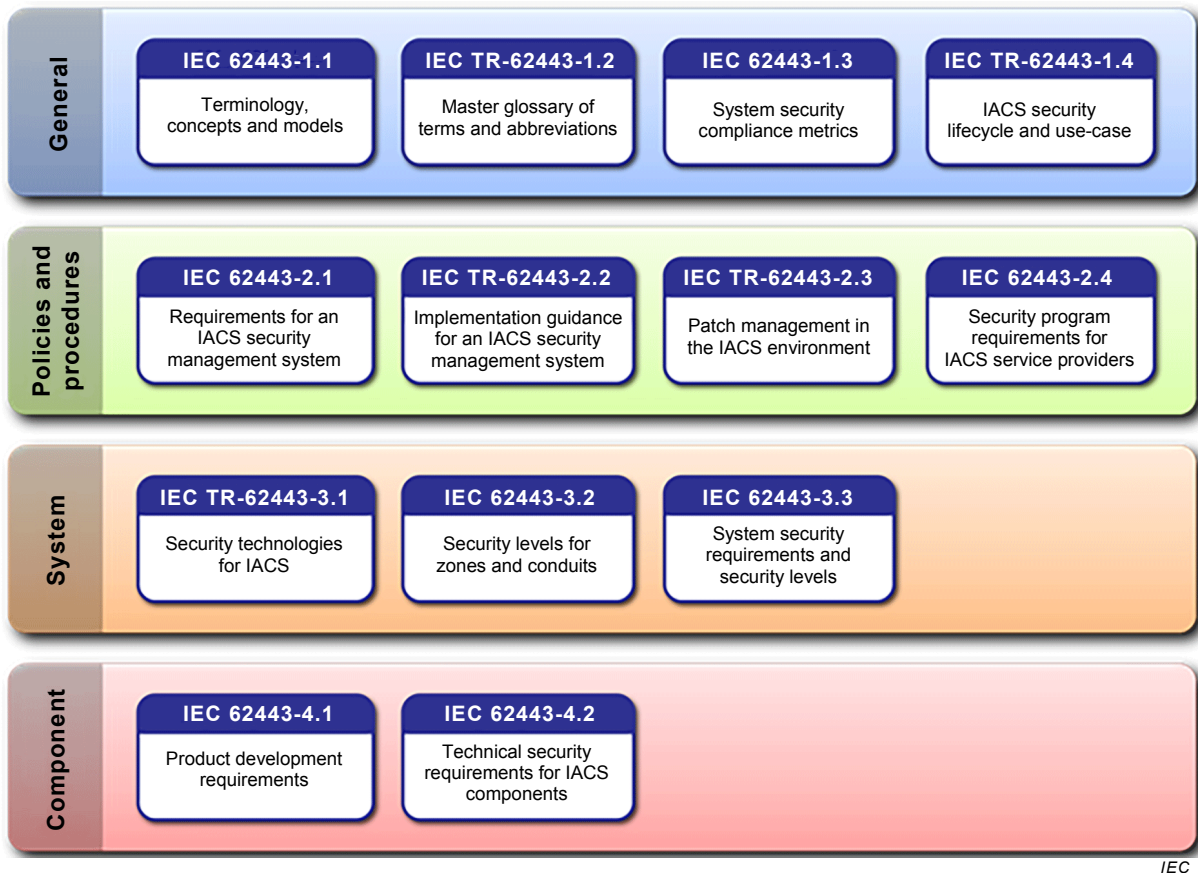 General
IEC 62443-1.1
Terminology,
concepts and models
IEC TR-62443-1.2
Master glossary of
terms and abbreviations
IEC 62443-1.3
System security
compliance metrics
IEC TR-62443-1.4
IACS security
lifecycle and use-case
Policies and
procedures
IEC 62443-2.1
Requirements for an
IACS security
management system
IEC TR-62443-2.2
Implementation guidance
for an IACS security
management system
IEC TR-62443-2.3
Patch management in
the IACS environment
IEC 62443-2.4
Security program
requirements for
IACS service providers
System
IEC TR-62443-3.1
Security technologies
for IACS
IEC 62443-3.2
Security levels for
zones and conduits
IEC 62443-3.3
System security
requirements and
security levels
Component
IEC 62443-4.1
Product development
requirements
IEC 62443-4.2
Technical security
requirements for IACS
components
IEC